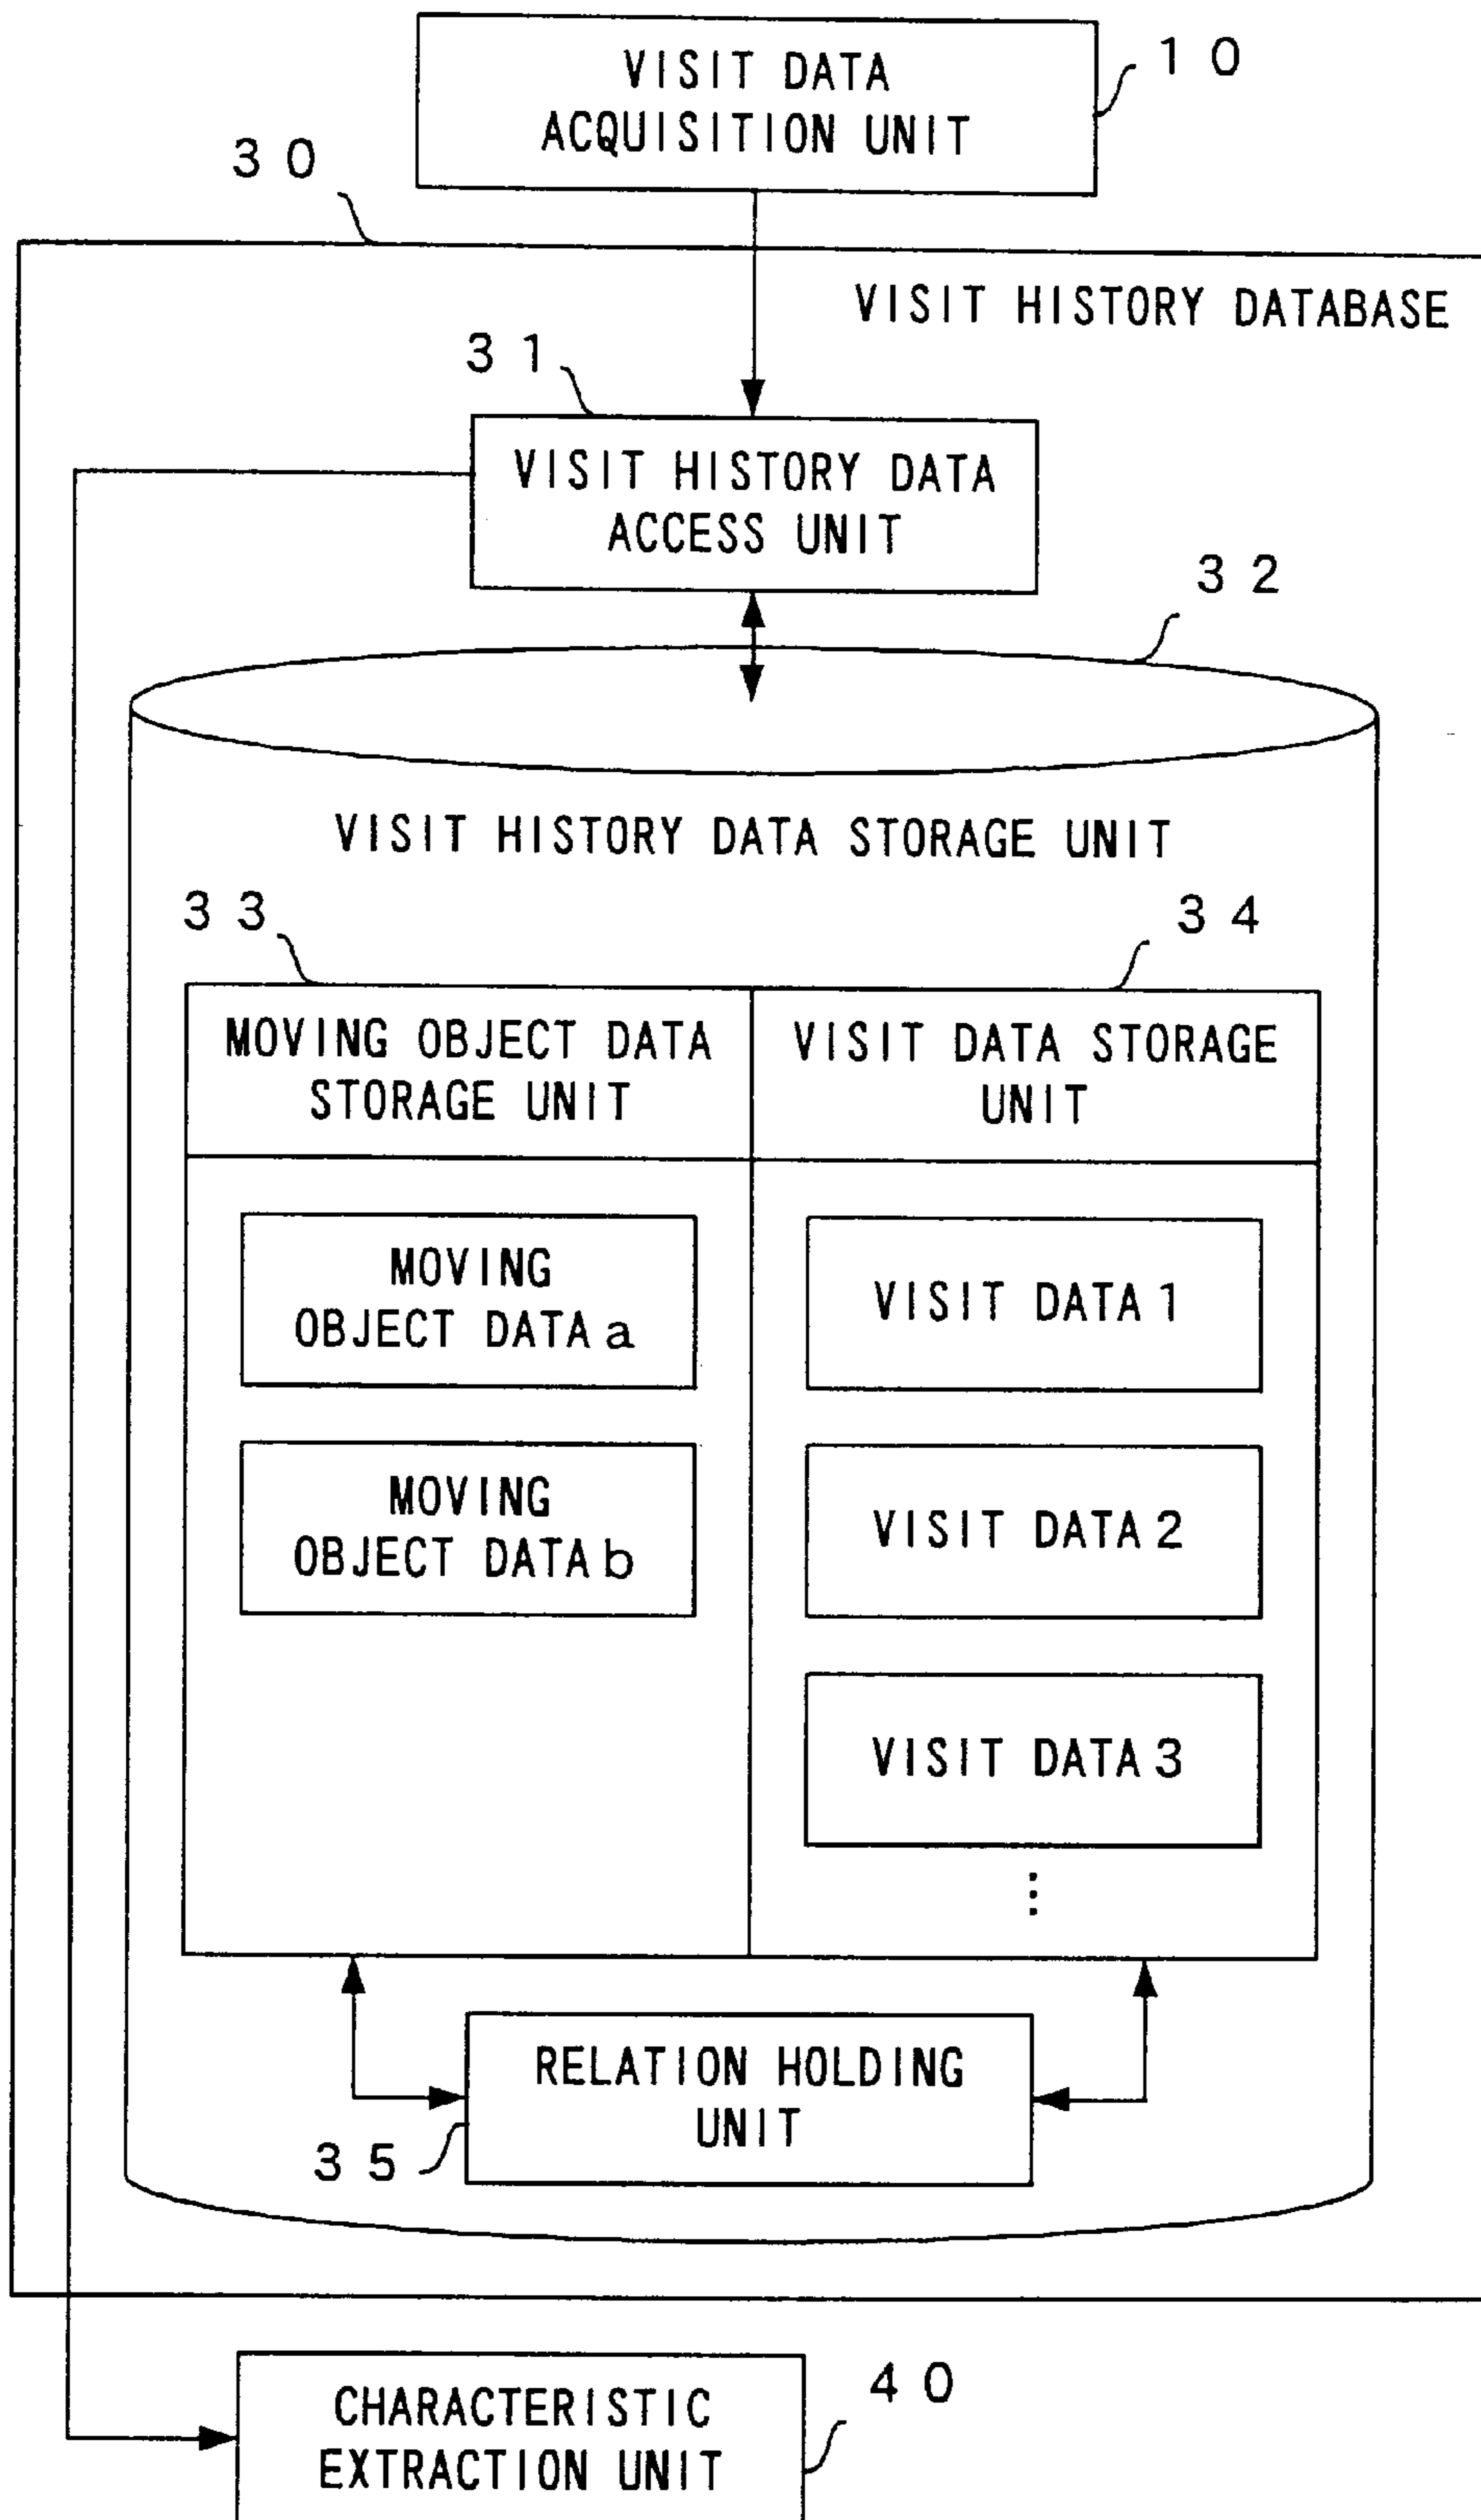 VISIT DATA
ACQUISITION UNIT
10
30
VISIT HISTORY DATABASE
31
VISIT HISTORY DATA
ACCESS UNIT
32
VISIT HISTORY DATA STORAGE UNIT
33
34
MOVING OBJECT DATA
STORAGE UNIT
VISIT DATA STORAGE
UNIT
MOVING
OBJECT DATA a
VISIT DATA 1
MOVING
OBJECT DATA b
VISIT DATA 2
VISIT DATA 3
⋮
RELATION HOLDING
UNIT
35
CHARACTERISTIC
EXTRACTION UNIT
40